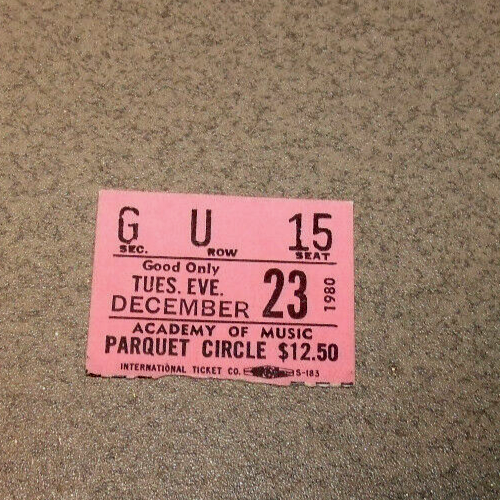 G U 15
SEC. ROW SEAT
Good Only
TUES. EVE.
DECEMBER 23 1980
ACADEMY OF MUSIC
PARQUET CIRCLE $12.50
INTERNATIONAL TICKET CO. S-183